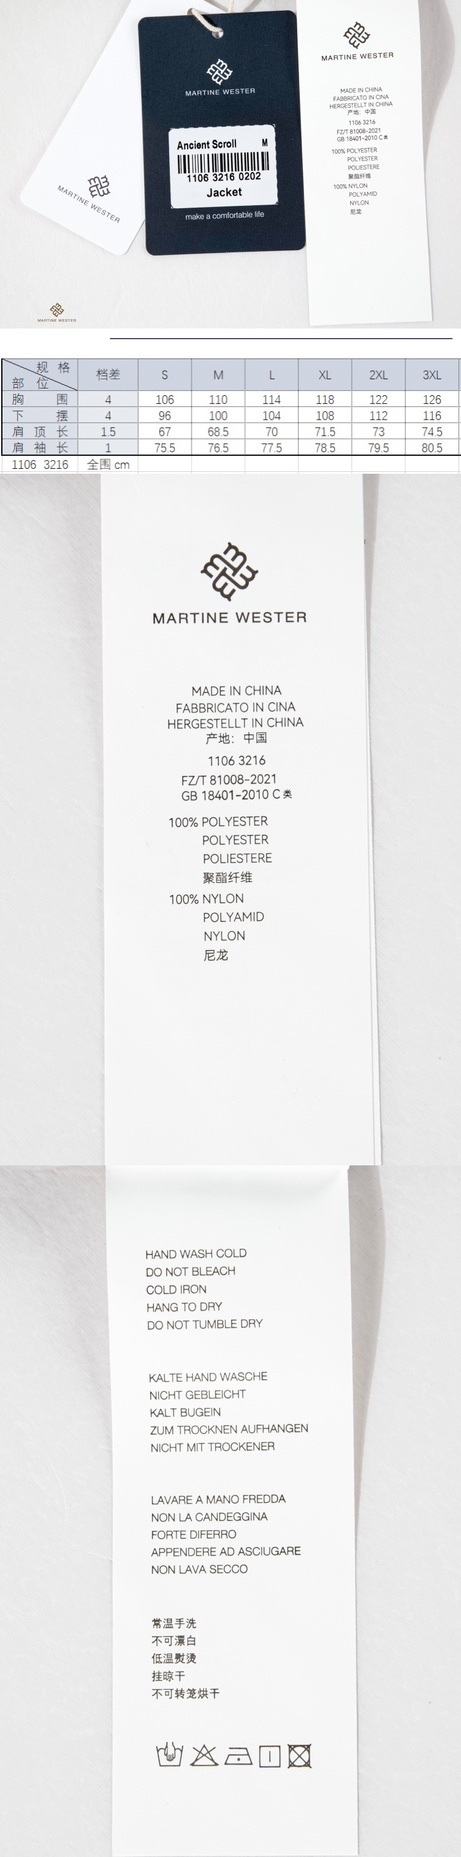 MARTINE WESTER
MARTINE WESTER
Ancient Scroll M
1106 3216 0202
Jacket
make a comfortable life
MARTINE WESTER
MADE IN CHINA
FABBRICATO IN CINA
HERGESTELLT IN CHINA
产地：中国
1106 3216
FZ/T 81008-2021
GB 18401-2010 C类
100% POLYESTER
POLYESTER
POLIESTERE
聚酯纤维
100% NYLON
POLYAMID
NYLON
尼龙
MARTINE WESTER
规 格
部 位 档差 S M L XL 2XL 3XL
胸 围 4 106 110 114 118 122 126
下 摆 4 96 100 104 108 112 116
肩 顶 长 1.5 67 68.5 70 71.5 73 74.5
肩 袖 长 1 75.5 76.5 77.5 78.5 79.5 80.5
1106 3216 全围 cm
MARTINE WESTER
MADE IN CHINA
FABBRICATO IN CINA
HERGESTELLT IN CHINA
产地：中国
1106 3216
FZ/T 81008-2021
GB 18401-2010 C类
100% POLYESTER
POLYESTER
POLIESTERE
聚酯纤维
100% NYLON
POLYAMID
NYLON
尼龙
HAND WASH COLD
DO NOT BLEACH
COLD IRON
HANG TO DRY
DO NOT TUMBLE DRY
KALTE HAND WASCHE
NICHT GEBLEICHT
KALT BUGEIN
ZUM TROCKNEN AUFHANGEN
NICHT MIT TROCKENER
LAVARE A MANO FREDDA
NON LA CANDEGGINA
FORTE DIFERRO
APPENDERE AD ASCIUGARE
NON LAVA SECCO
常温手洗
不可漂白
低温熨烫
挂晾干
不可转笼烘干